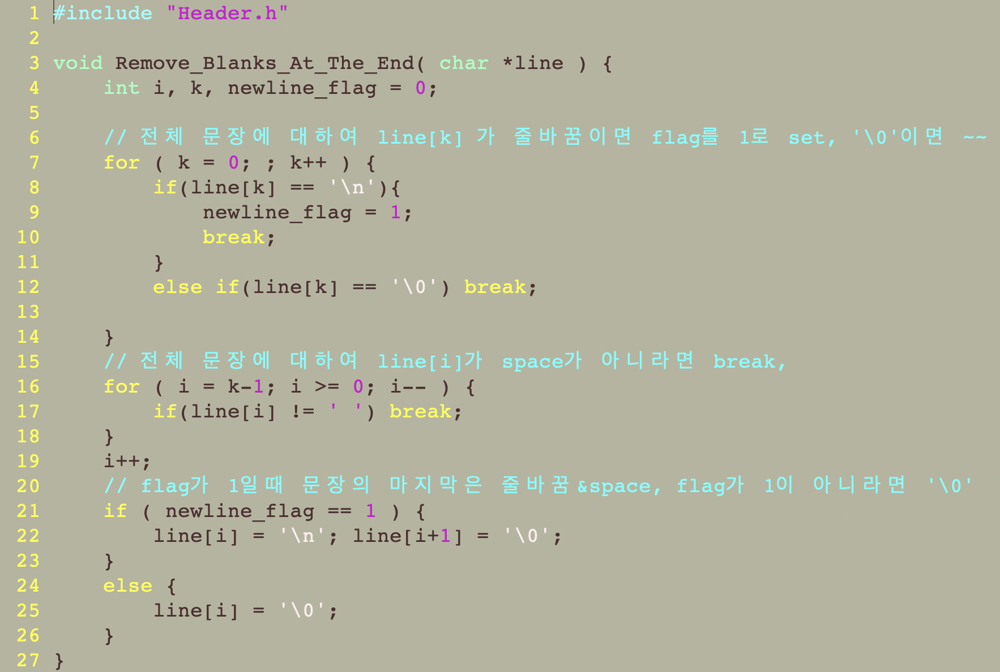 1 #include "Header.h"
2
3 void Remove_Blanks_At_The_End( char *line ) {
4     int i, k, newline_flag = 0;
5
6     // 전체 문장에 대하여 line[k] 가 줄바꿈이면 flag를 1로 set, '\0'이면 ~~
7     for ( k = 0; ; k++ ) {
8         if(line[k] == '\n'){
9             newline_flag = 1;
10             break;
11         }
12         else if(line[k] == '\0') break;
13
14     }
15     // 전체 문장에 대하여 line[i]가 space가 아니라면 break,
16     for ( i = k-1; i >= 0; i-- ) {
17         if(line[i] != ' ') break;
18     }
19     i++;
20     // flag가 1일때 문장의 마지막은 줄바꿈&space, flag가 1이 아니라면 '\0'
21     if ( newline_flag == 1 ) {
22         line[i] = '\n'; line[i+1] = '\0';
23     }
24     else {
25         line[i] = '\0';
26     }
27 }